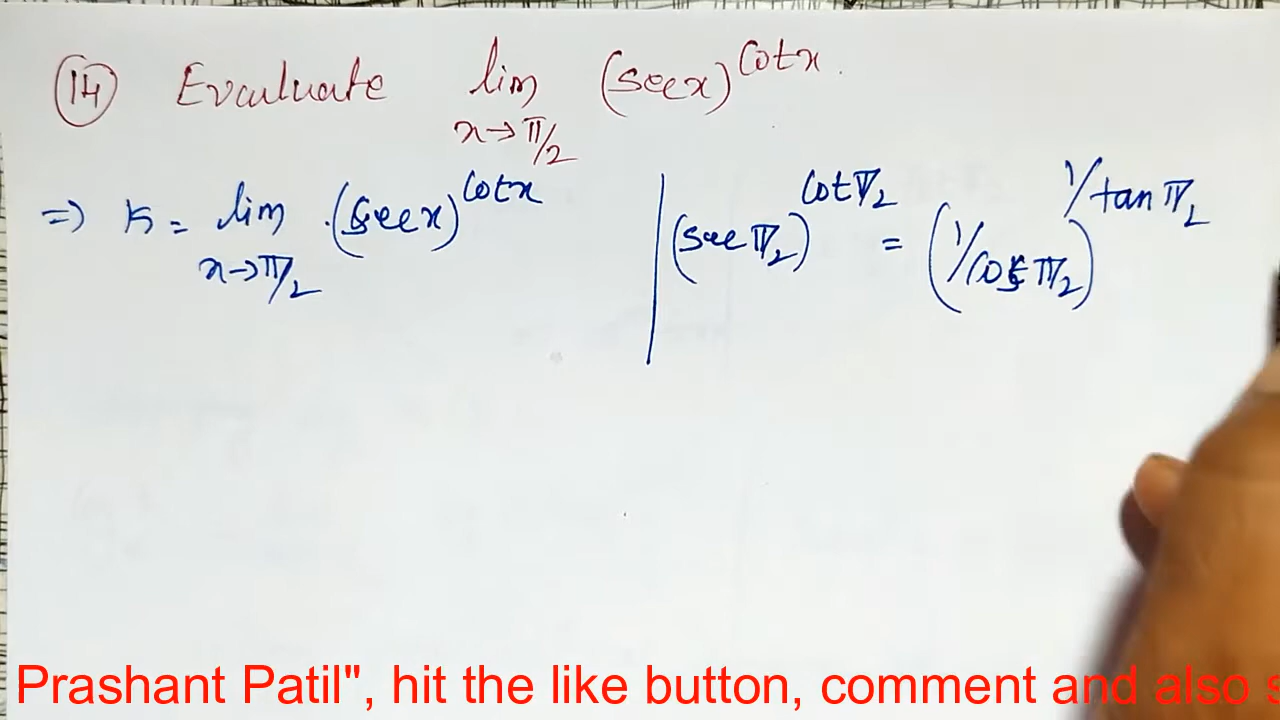 14 Evaluate lim x→π/2 (secx)^cotx.
=> K = lim x→π/2 .(secx)^cotx | (sec π/2)^cot π/2 = (1/cos π/2)^1/tan π/2
Prashant Patil", hit the like button, comment and also s